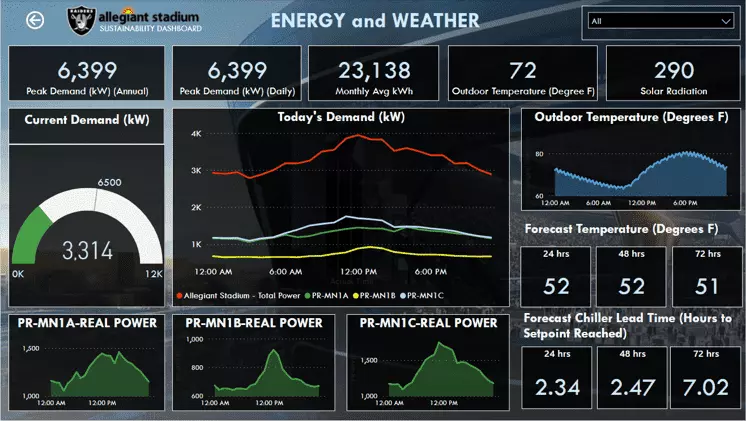 RAIDERS
allegiant stadium
SUSTAINABILITY DASHBOARD
ENERGY and WEATHER
All
6,399
Peak Demand (kW) (Annual)
6,399
Peak Demand (kW) (Daily)
23,138
Monthly Avg kWh
72
Outdoor Temperature (Degree F)
290
Solar Radiation
Current Demand (kW)
6500
3,314
0
12K
Today's Demand (kW)
4K
3K
2K
1K
12:00 AM 6:00 AM 12:00 PM 6:00 PM
Allegiant Stadium - Total Power PR-MN1A PR-MN1B PR-MN1C
Outdoor Temperature (Degrees F)
80
60
12:00 AM 6:00 AM 12:00 PM 6:00 PM
Forecast Temperature (Degrees F)
24 hrs 48 hrs 72 hrs
52 52 51
Forecast Chiller Lead Time (Hours to
Setpoint Reached)
24 hrs 48 hrs 72 hrs
2.34 2.47 7.02
PR-MN1A-REAL POWER
1,500
1,000
12:00 AM 12:00 PM
PR-MN1B-REAL POWER
1,000
800
600
12:00 AM 12:00 PM
PR-MN1C-REAL POWER
1,500
1,000
12:00 AM 12:00 PM